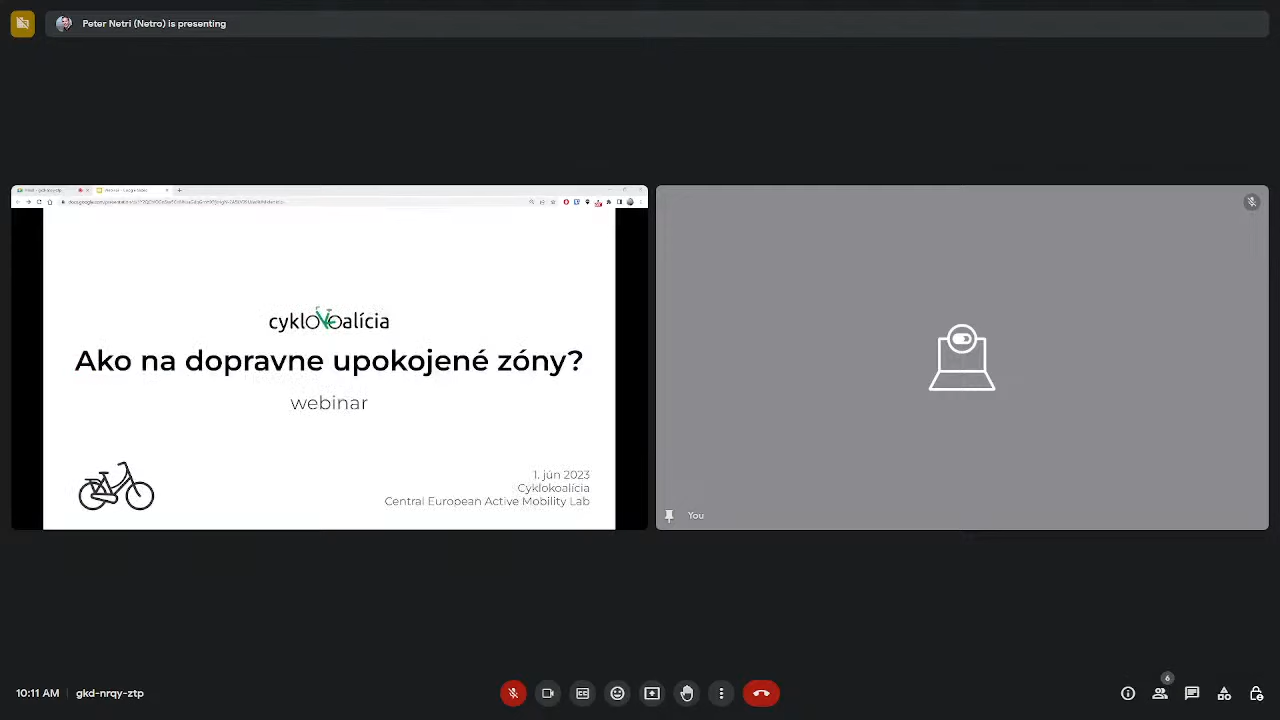 Peter Netri (Netro) is presenting
cykloKoalícia
Ako na dopravne upokojené zóny?
webinar
1. jún 2023
Cyklokoalícia
Central European Active Mobility Lab
You
6
10:11 AM
gkd-nrqy-ztp